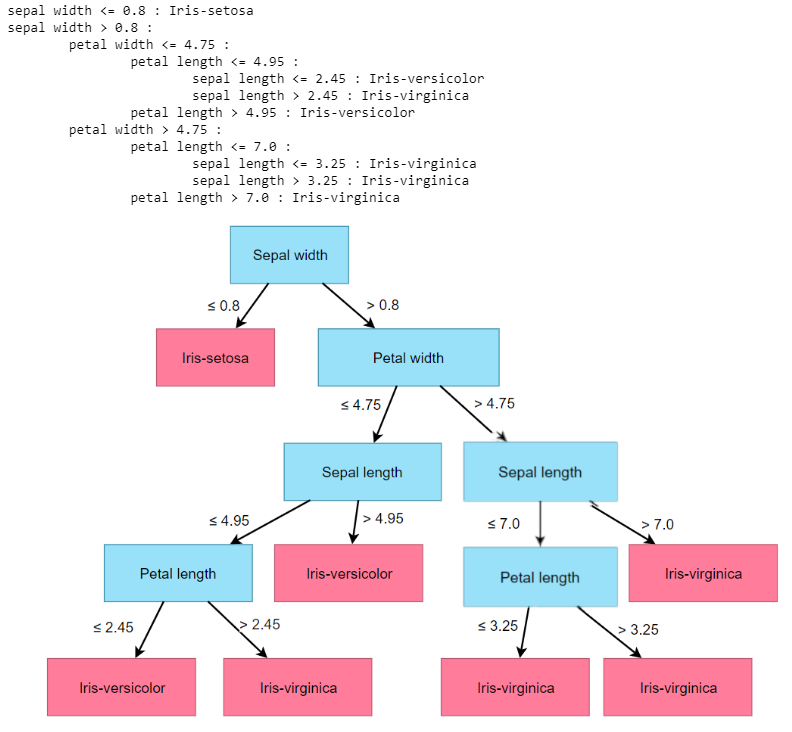 sepal width <= 0.8 : Iris-setosa
sepal width > 0.8 :
petal width <= 4.75 :
petal length <= 4.95 :
sepal length <= 2.45 : Iris-versicolor
sepal length > 2.45 : Iris-virginica
petal length > 4.95 : Iris-versicolor
petal width > 4.75 :
petal length <= 7.0 :
sepal length <= 3.25 : Iris-virginica
sepal length > 3.25 : Iris-virginica
petal length > 7.0 : Iris-virginica
Sepal width
≤ 0.8
> 0.8
Iris-setosa
Petal width
≤ 4.75
> 4.75
Sepal length
Sepal length
≤ 4.95
> 4.95
≤ 7.0
> 7.0
Petal length
Iris-versicolor
Petal length
Iris-virginica
≤ 2.45
> 2.45
≤ 3.25
> 3.25
Iris-versicolor
Iris-virginica
Iris-virginica
Iris-virginica